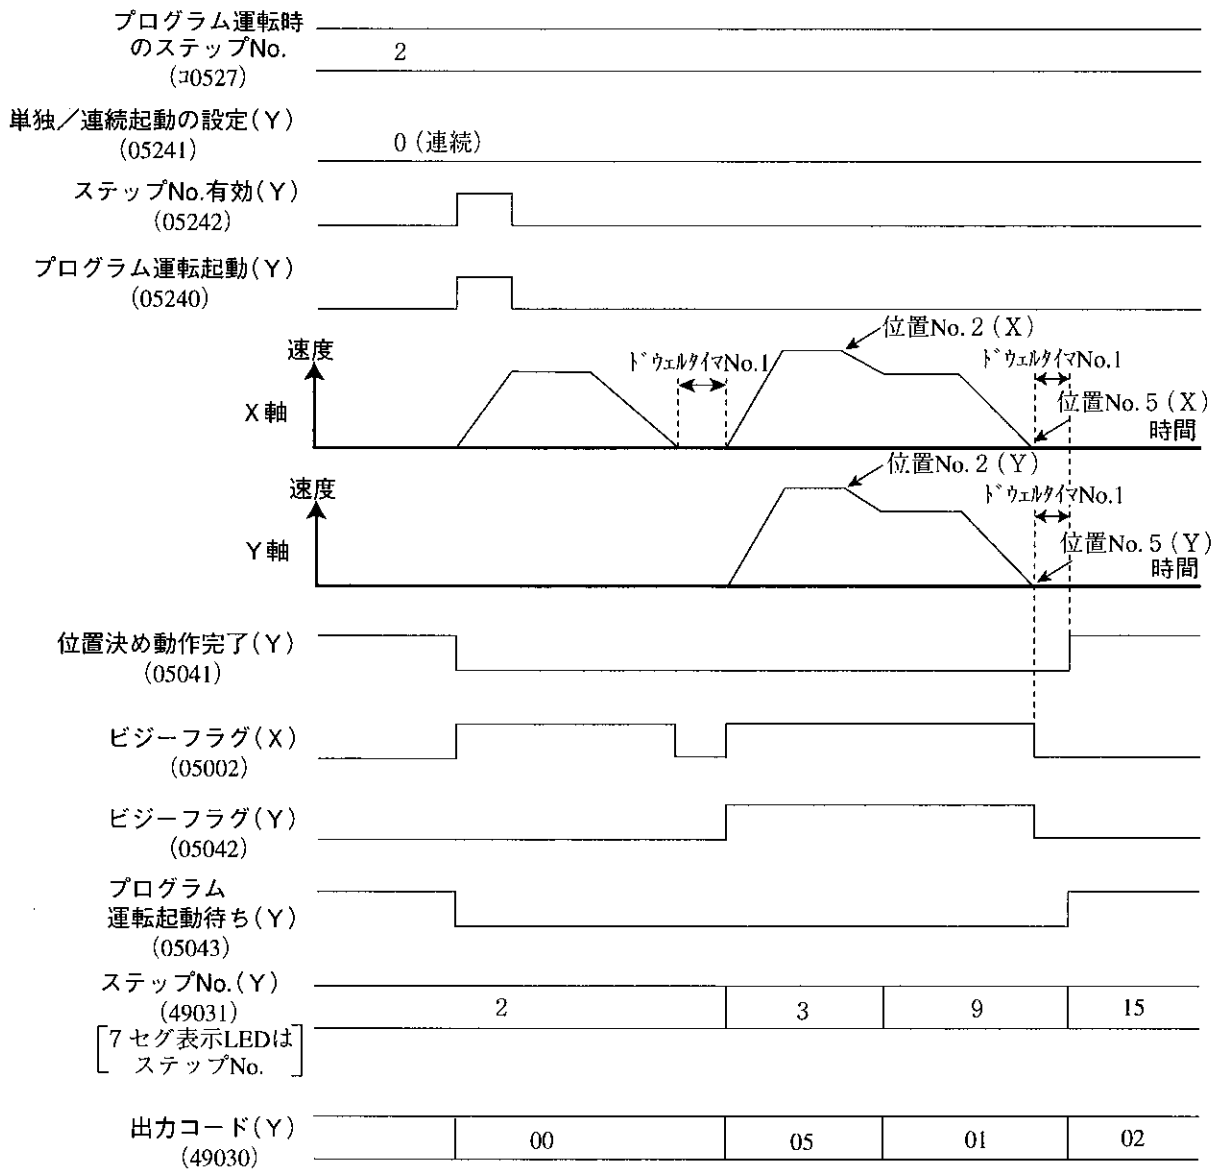 プログラム運転時
のステップNo.
(ｺ0527)
2
単独／連続起動の設定(Y)
(05241)
0 (連続)
ステップNo.有効(Y)
(05242)
プログラム運転起動(Y)
(05240)
位置No. 2 (X)
速度
ﾄﾞｳｪﾙﾀｲﾏNo.1
ﾄﾞｳｪﾙﾀｲﾏNo.1
X軸
位置No. 5 (X)
時間
位置No. 2 (Y)
速度
ﾄﾞｳｪﾙﾀｲﾏNo.1
Y軸
位置No. 5 (Y)
時間
位置決め動作完了(Y)
(05041)
ビジーフラグ(X)
(05002)
ビジーフラグ(Y)
(05042)
プログラム
運転起動待ち(Y)
(05043)
ステップNo.(Y)
(49031)
2 3 9 15
[7セグ表示LEDは
ステップNo.]
出力コード(Y)
(49030)
00 05 01 02